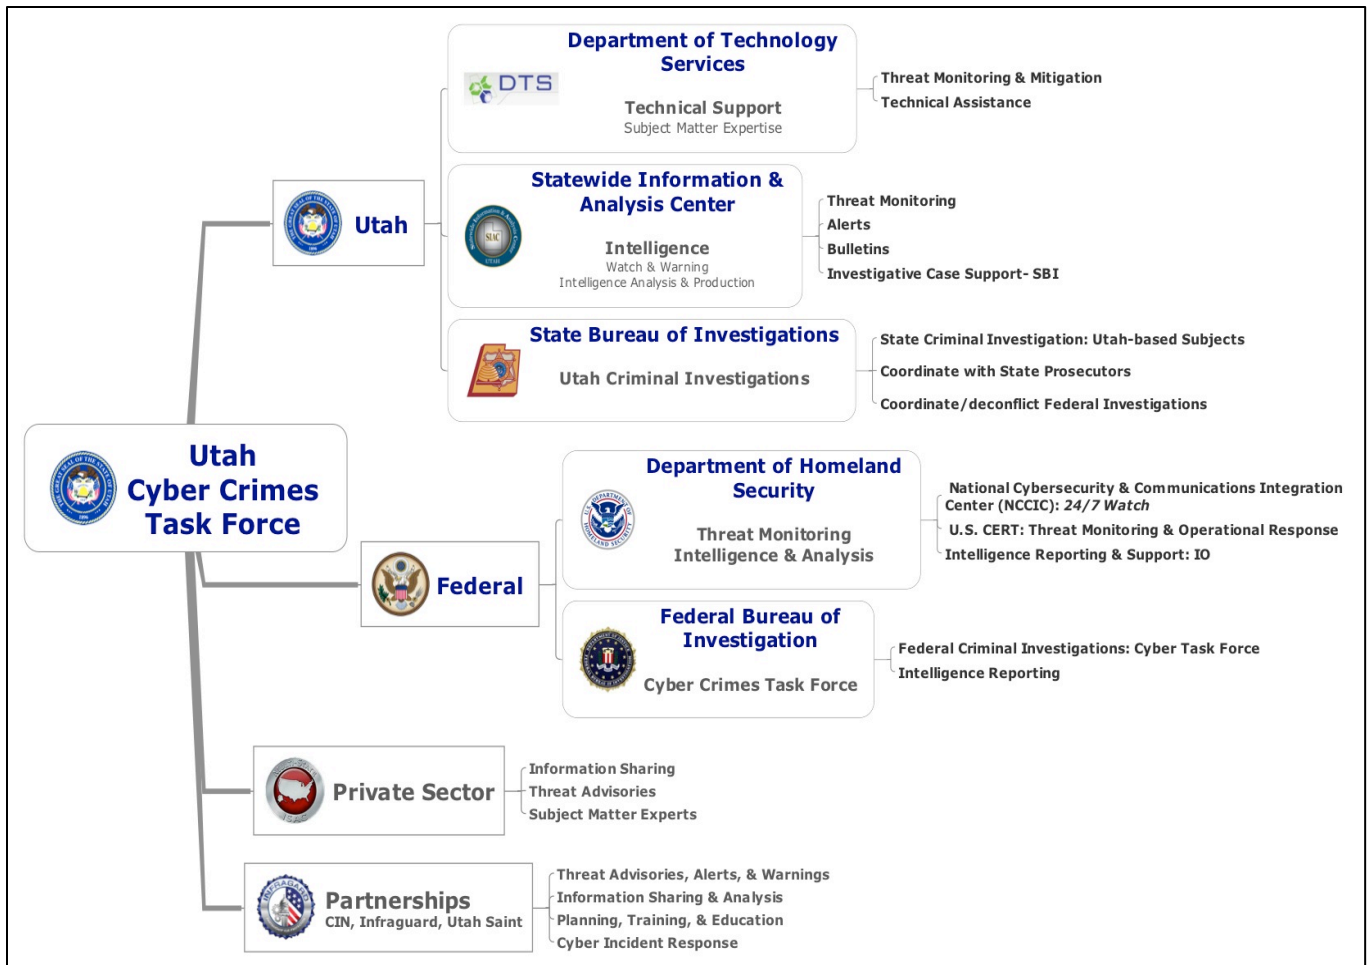 Department of Technology
Services
DTS
Technical Support
Subject Matter Expertise
Threat Monitoring & Mitigation
Technical Assistance
Statewide Information &
Analysis Center
SIAC
UTAH
Intelligence
Watch & Warning
Intelligence Analysis & Production
Threat Monitoring
Alerts
Bulletins
Investigative Case Support- SBI
Utah
State Bureau of Investigations
Utah Criminal Investigations
State Criminal Investigation: Utah-based Subjects
Coordinate with State Prosecutors
Coordinate/deconflict Federal Investigations
Utah
Cyber Crimes
Task Force
Department of Homeland
Security
Threat Monitoring
Intelligence & Analysis
National Cybersecurity & Communications Integration
Center (NCCIC): 24/7 Watch
U.S. CERT: Threat Monitoring & Operational Response
Intelligence Reporting & Support: IO
Federal
Federal Bureau of
Investigation
Cyber Crimes Task Force
Federal Criminal Investigations: Cyber Task Force
Intelligence Reporting
Private Sector
Information Sharing
Threat Advisories
Subject Matter Experts
INFRAGARD
Partnerships
CIN, Infraguard, Utah Saint
Threat Advisories, Alerts, & Warnings
Information Sharing & Analysis
Planning, Training, & Education
Cyber Incident Response